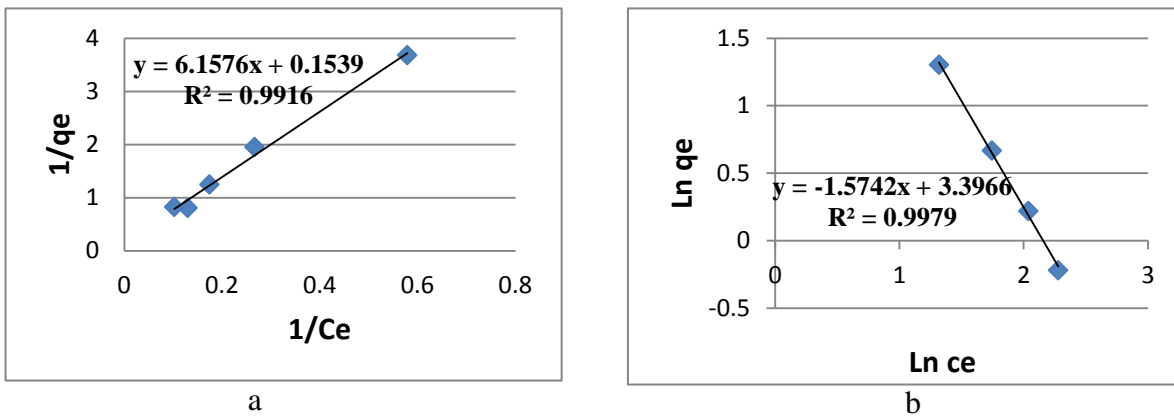 4
3
2
1
0
0
0.2
0.4
0.6
0.8
1/qe
1/Ce
y = 6.1576x + 0.1539
R² = 0.9916
a
1.5
1
0.5
0
-0.5
0
1
2
3
Ln qe
Ln ce
y = -1.5742x + 3.3966
R² = 0.9979
b